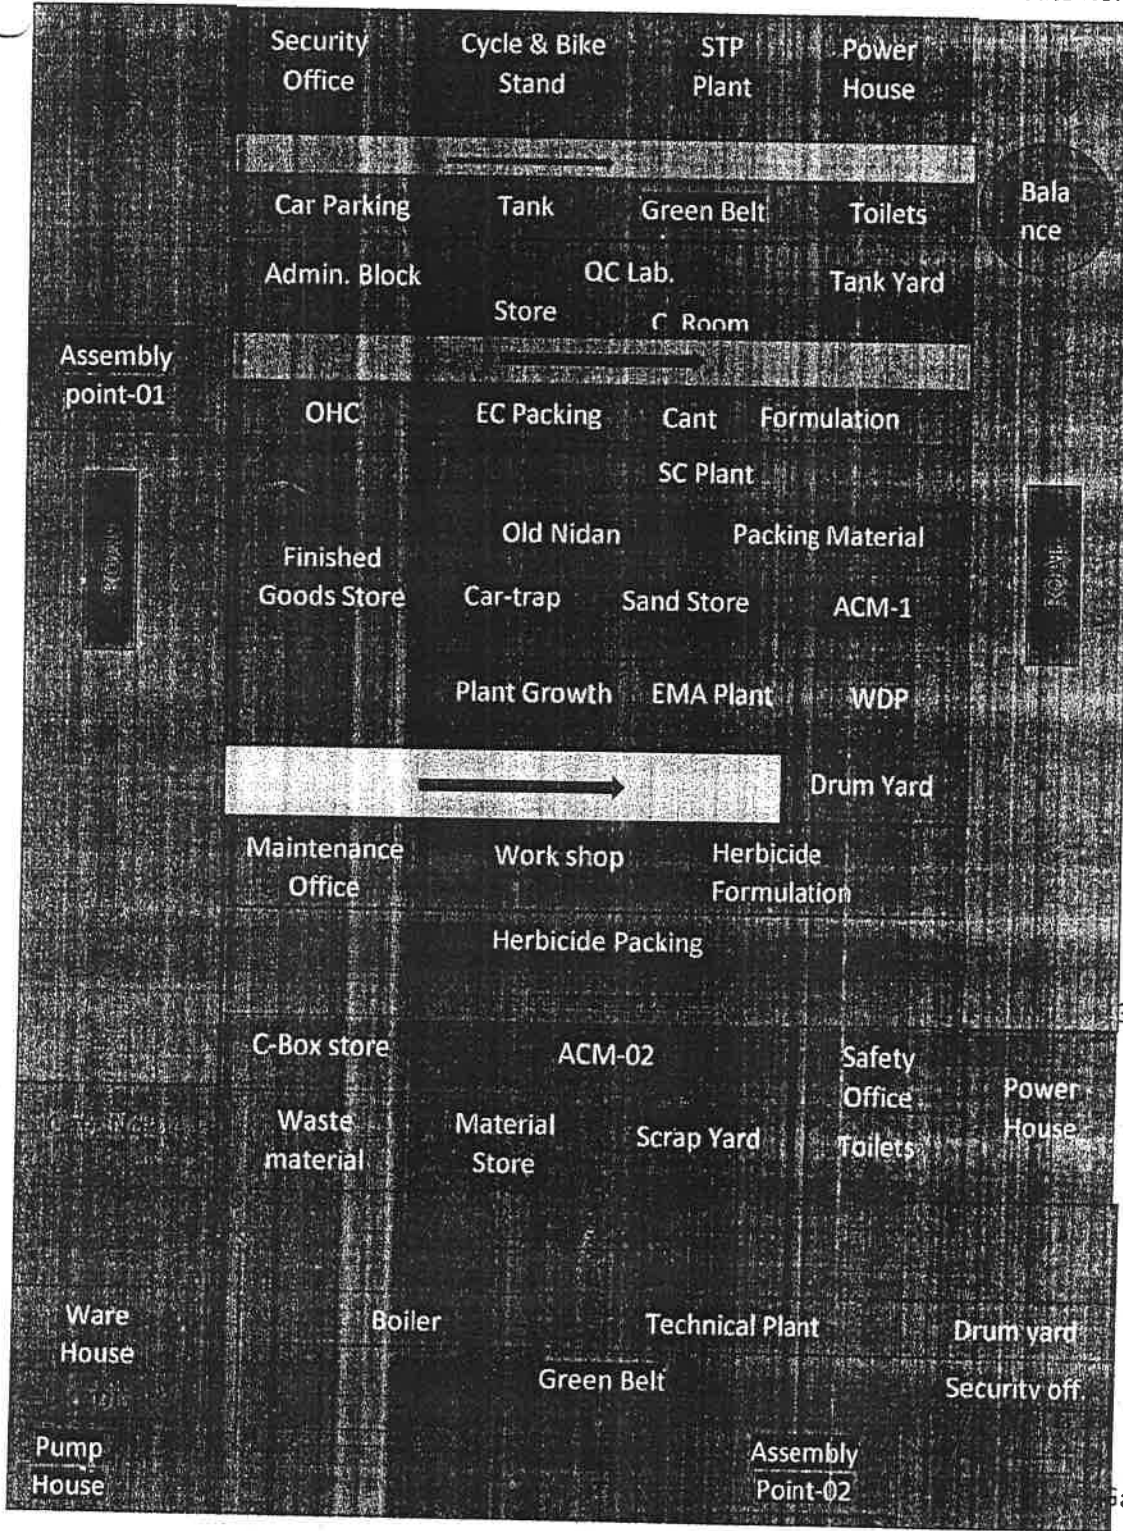 Security
Office
Cycle & Bike
Stand
STP
Plant
Power
House
Car Parking
Tank
Green Belt
Toilets
Bala
nce
Admin. Block
QC Lab.
Tank Yard
Store
C Room
Assembly
point-01
OHC
EC Packing
Cant
Formulation
SC Plant
Old Nidan
Packing Material
Finished
Goods Store
Car-trap
Sand Store
ACM-1
Plant Growth
EMA Plant
WDP
Drum Yard
Maintenance
Office
Work shop
Herbicide
Formulation
Herbicide Packing
C-Box store
ACM-02
Safety
Office
Power
House
Waste
material
Material
Store
Scrap Yard
Toilets
Ware
House
Boiler
Technical Plant
Drum yard
Green Belt
Security off.
Pump
House
Assembly
Point-02